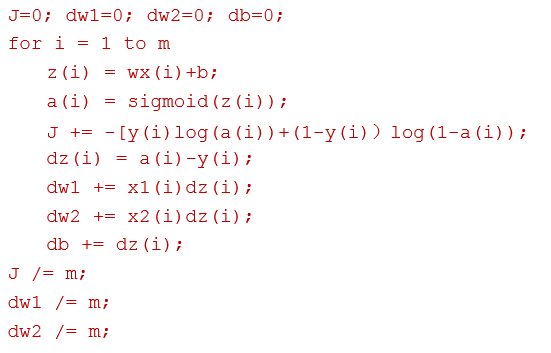 J=0; dw1=0; dw2=0; db=0;
for i = 1 to m
z(i) = wx(i)+b;
a(i) = sigmoid(z(i));
J += -[y(i)log(a(i))+(1-y(i)）log(1-a(i));
dz(i) = a(i)-y(i);
dw1 += x1(i)dz(i);
dw2 += x2(i)dz(i);
db += dz(i);
J /= m;
dw1 /= m;
dw2 /= m;